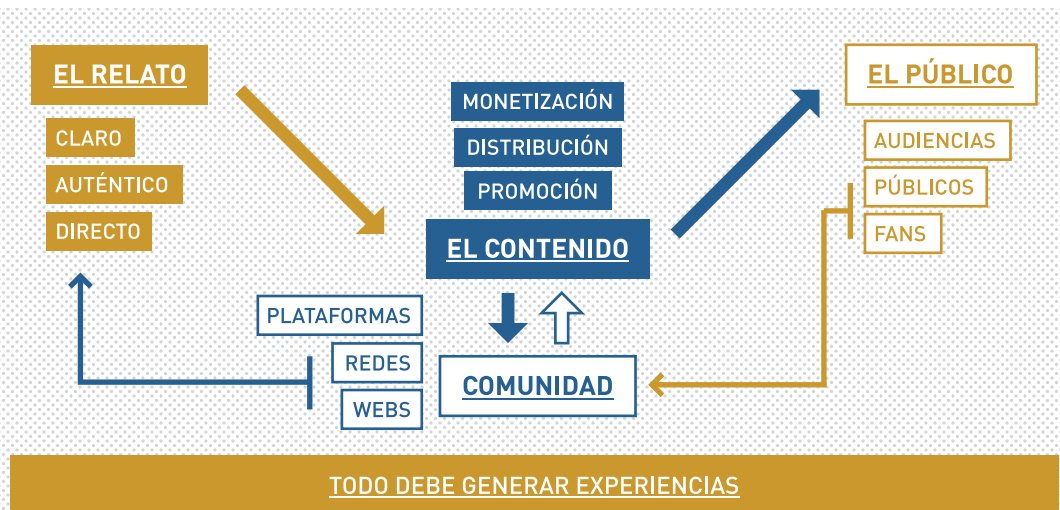 EL RELATO
CLARO
AUTÉNTICO
DIRECTO
MONETIZACIÓN
DISTRIBUCIÓN
PROMOCIÓN
EL CONTENIDO
EL PÚBLICO
AUDIENCIAS
PÚBLICOS
FANS
PLATAFORMAS
REDES
WEBS
COMUNIDAD
TODO DEBE GENERAR EXPERIENCIAS